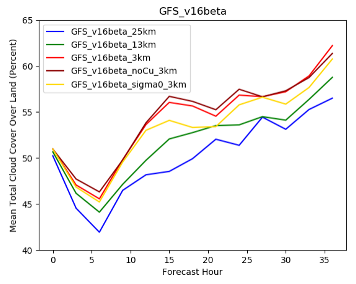 GFS_v16beta
65
60
55
50
45
40
Mean Total Cloud Cover Over Land (Percent)
GFS_v16beta_25km
GFS_v16beta_13km
GFS_v16beta_3km
GFS_v16beta_noCu_3km
GFS_v16beta_sigma0_3km
0 5 10 15 20 25 30 35
Forecast Hour